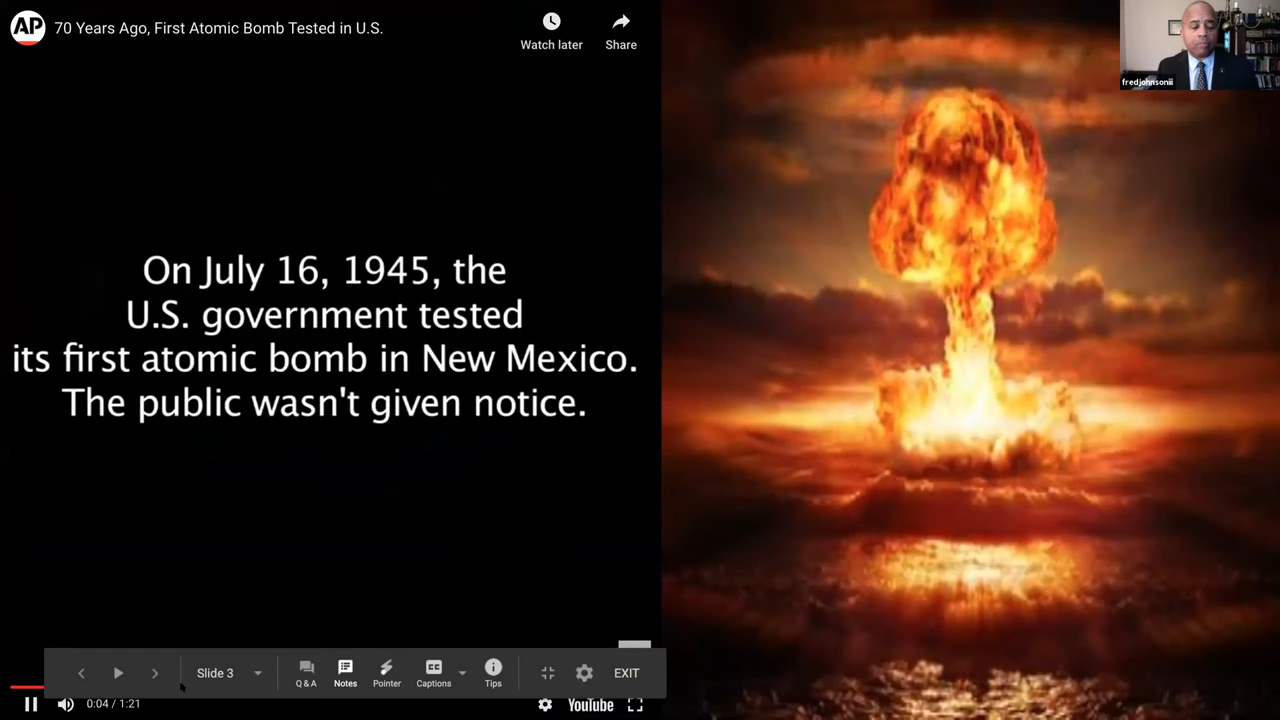 AP
70 Years Ago, First Atomic Bomb Tested in U.S.
Watch later
Share
fredjohnsoniii
On July 16, 1945, the
U.S. government tested
its first atomic bomb in New Mexico.
The public wasn't given notice.
Slide 3
Q & A
Notes
Pointer
CC
Captions
Tips
EXIT
0:04 / 1:21
YouTube